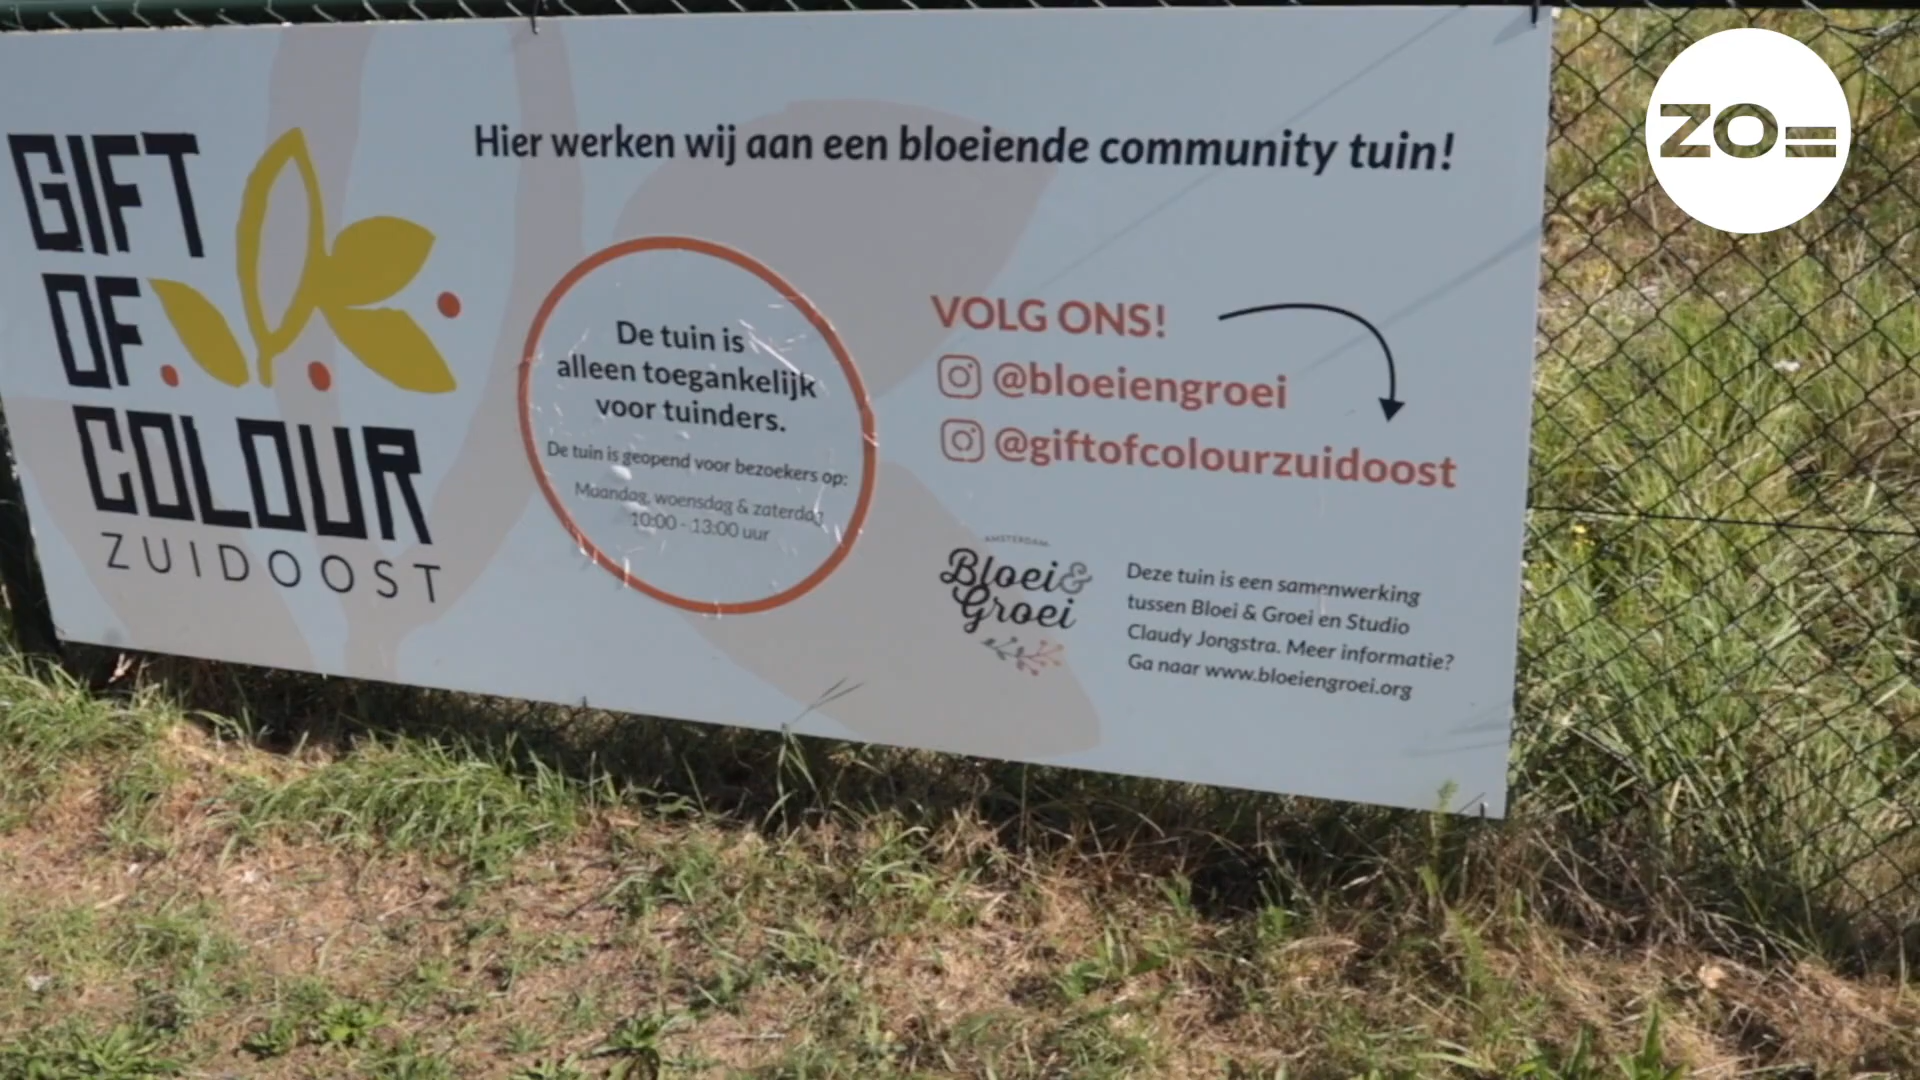 GIFT
OF
COLOUR
ZUIDOOST
Hier werken wij aan een bloeiende community tuin!
De tuin is
alleen toegankelijk
voor tuinders.
De tuin is geopend voor bezoekers op:
Maandag, woensdag & zaterdag
10:00 - 13:00 uur
VOLG ONS!
@bloeiengroei
@giftofcolourzuidoost
AMSTERDAM
Bloei &
Groei
Deze tuin is een samenwerking
tussen Bloei & Groei en Studio
Claudy Jongstra. Meer informatie?
Ga naar www.bloeiengroei.org
ZO=